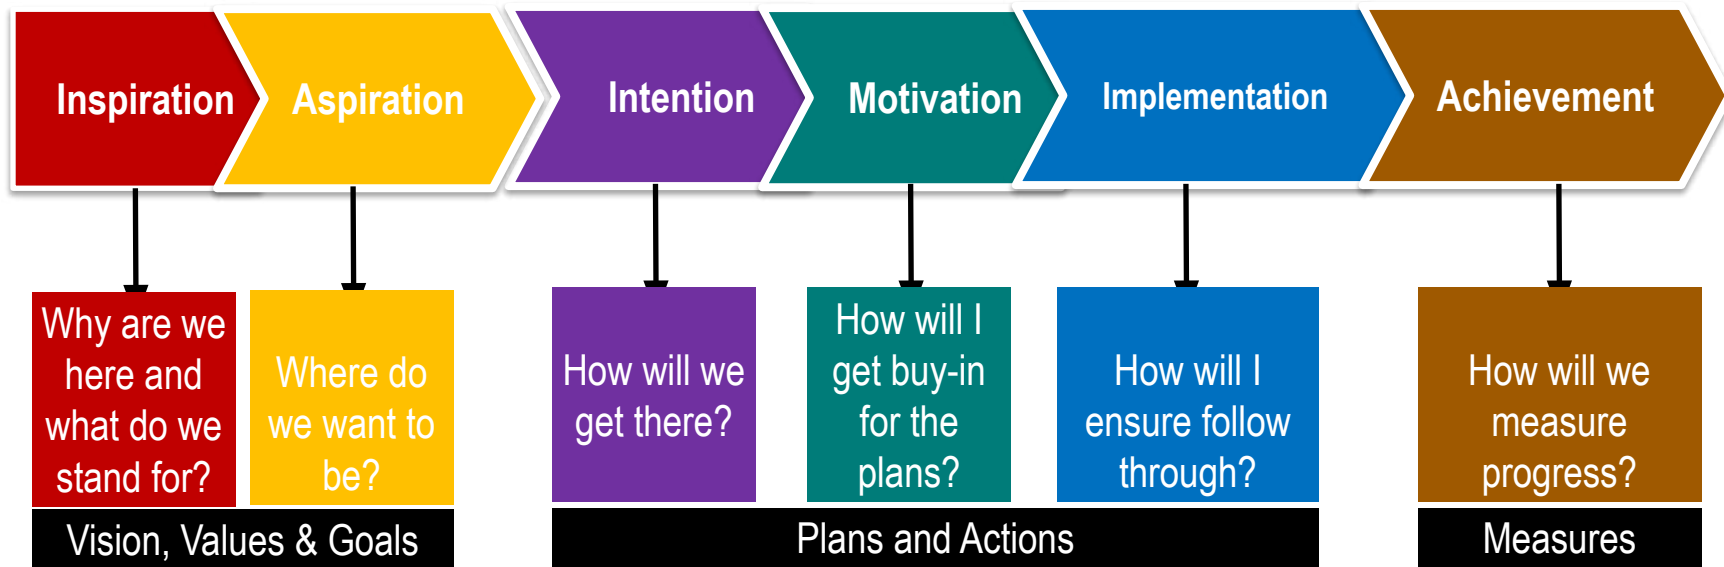 Inspiration
Aspiration
Intention
Motivation
Implementation
Achievement
Why are we
here and
what do we
stand for?
Where do
we want to
be?
How will we
get there?
How will I
get buy-in
for the
plans?
How will I
ensure follow
through?
How will we
measure
progress?
Vision, Values & Goals
Plans and Actions
Measures